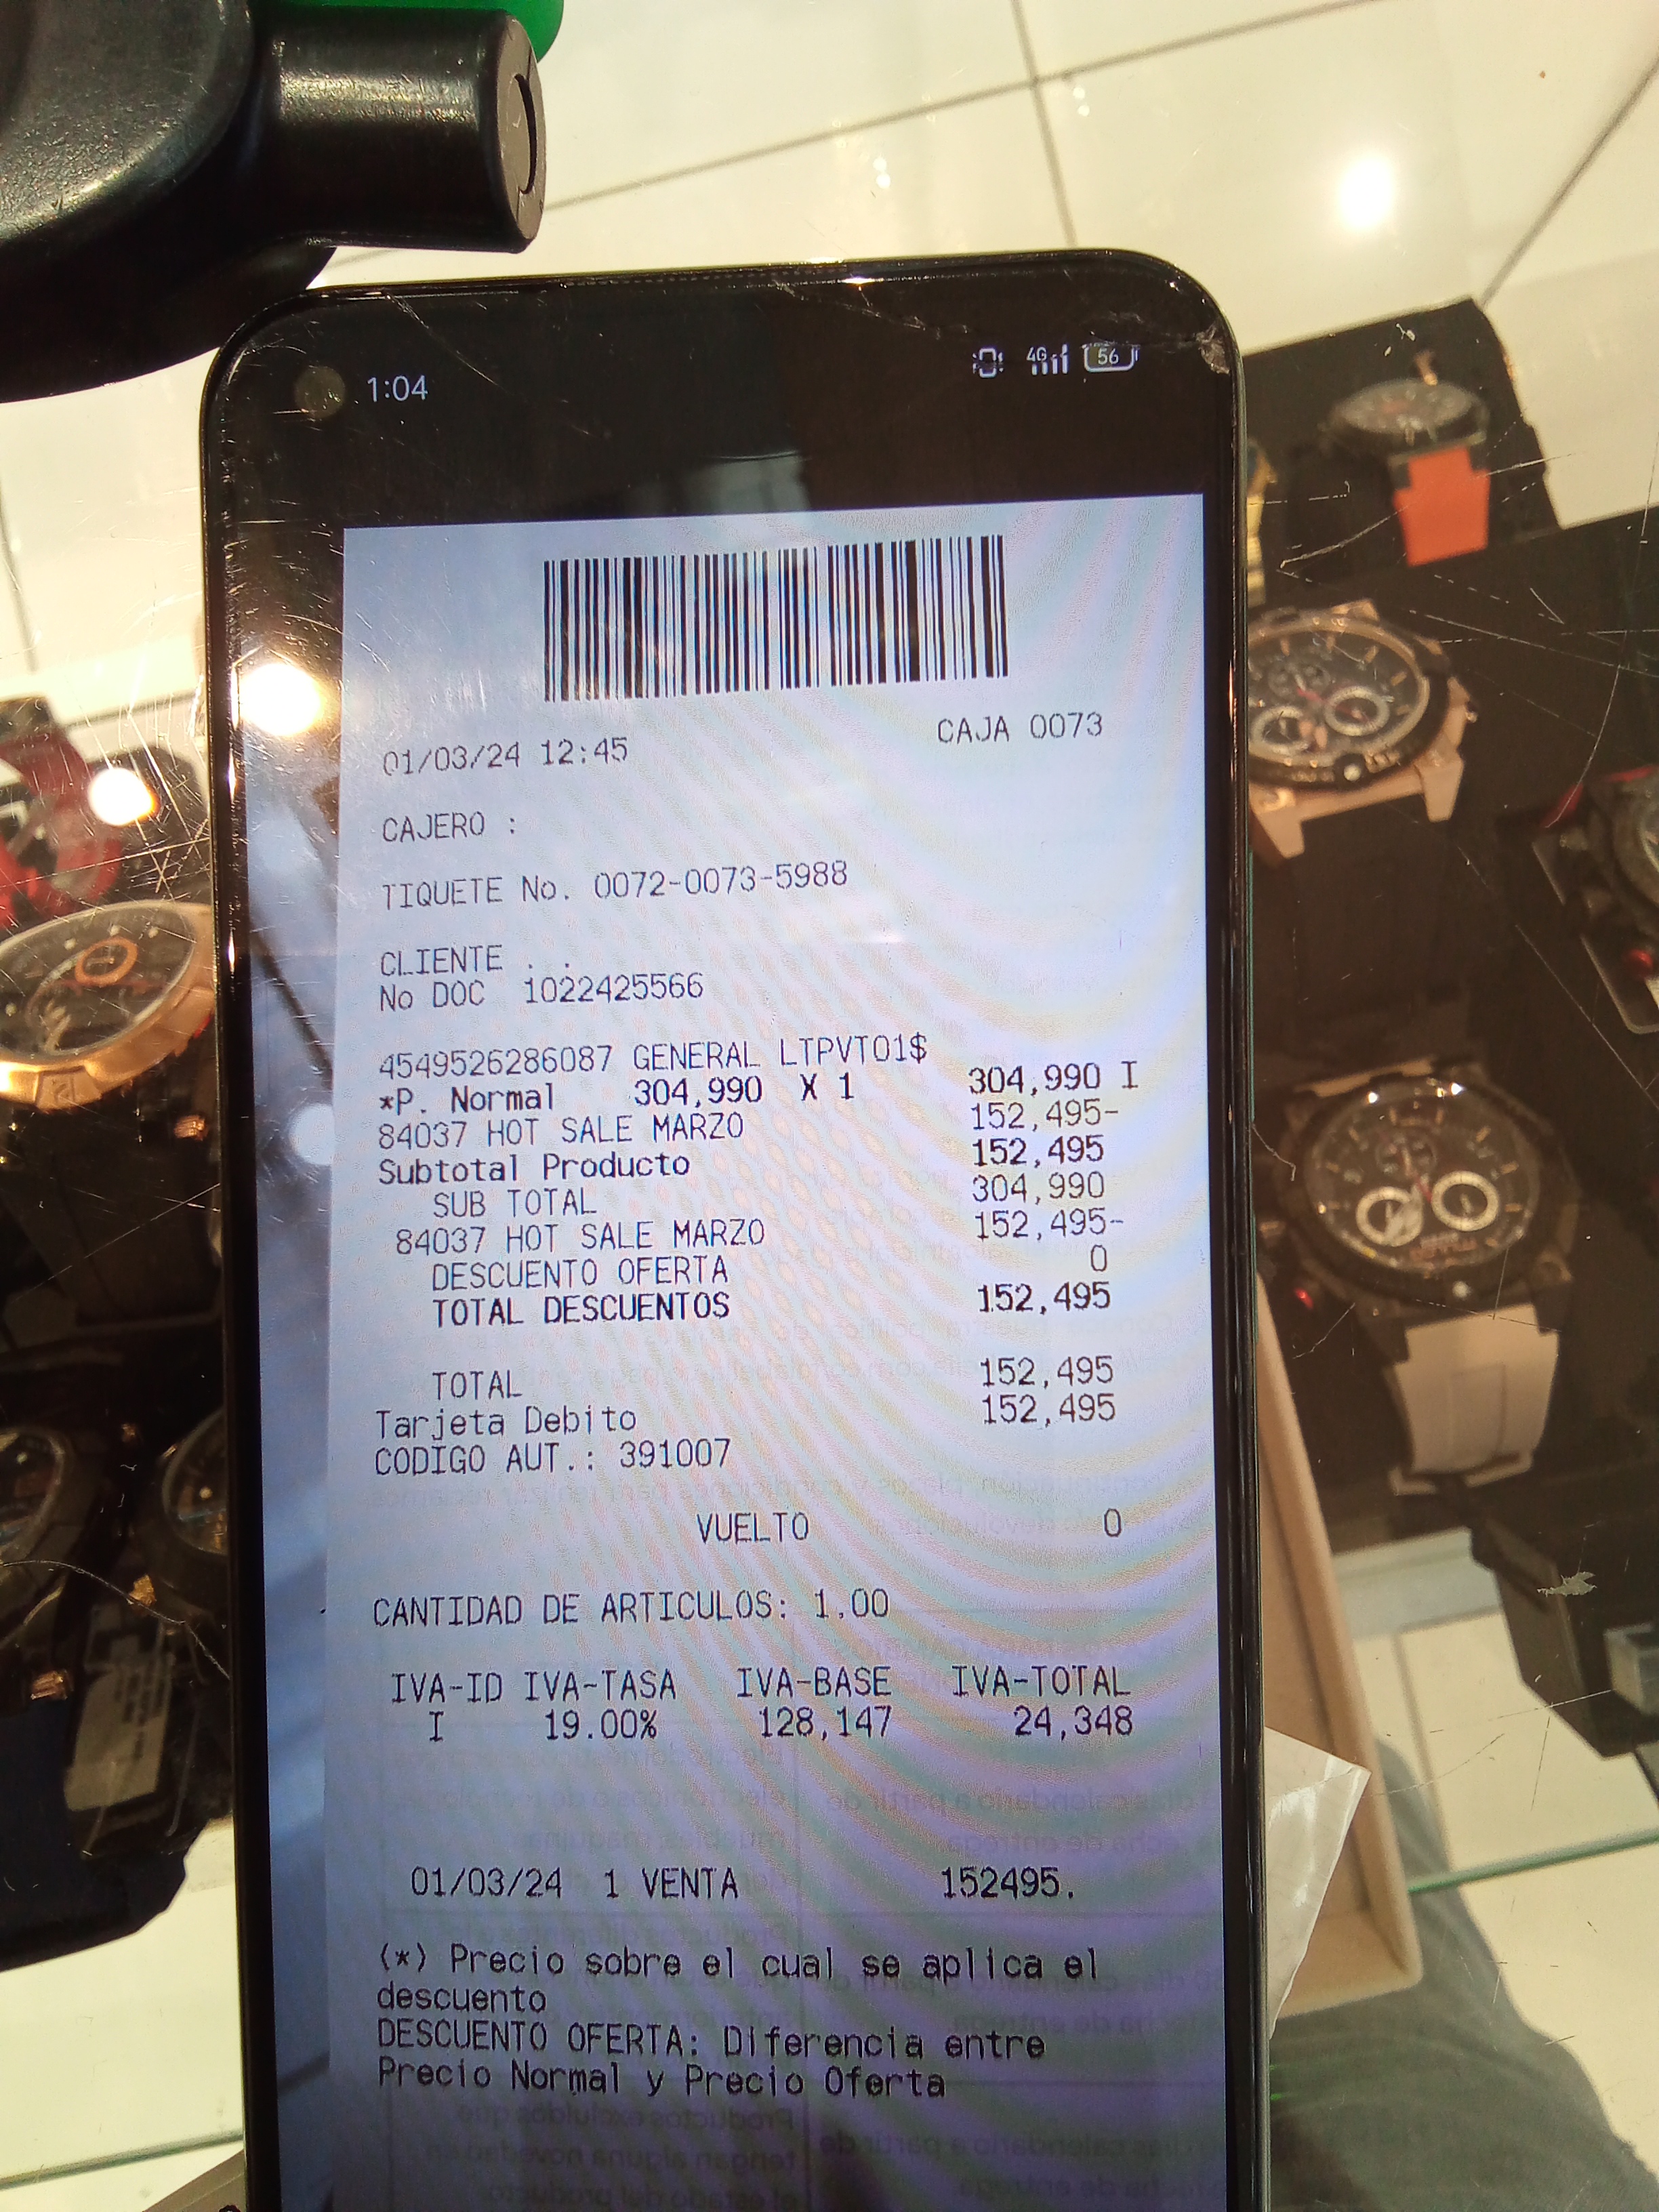 1:04
4G 56
01/03/24 12:45 CAJA 0073
CAJERO :
TIQUETE No. 0072-0073-5988
CLIENTE . .
No DOC 1022425566
4549526286087 GENERAL LTPVT01$
*P. Normal 304,990 X 1 304,990 I
84037 HOT SALE MARZO 152,495-
Subtotal Producto 152,495
SUB TOTAL 304,990
84037 HOT SALE MARZO 152,495-
DESCUENTO OFERTA 0
TOTAL DESCUENTOS 152,495
TOTAL 152,495
Tarjeta Debito 152,495
CODIGO AUT.: 391007
VUELTO 0
CANTIDAD DE ARTICULOS: 1.00
IVA-ID IVA-TASA IVA-BASE IVA-TOTAL
I 19.00% 128,147 24,348
01/03/24 1 VENTA 152495.
(*) Precio sobre el cual se aplica el
descuento
DESCUENTO OFERTA: Diferencia entre
Precio Normal y Precio Oferta